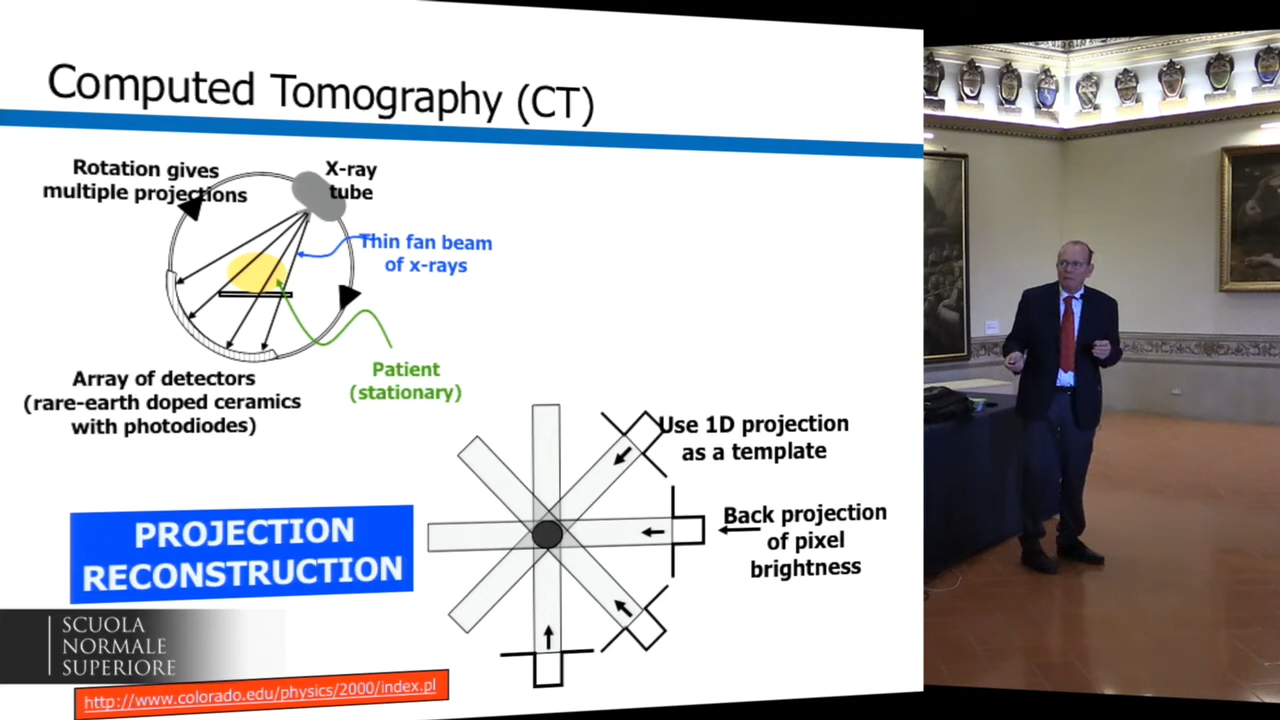 Computed Tomography (CT)
Rotation gives
multiple projections
X-ray
tube
Thin fan beam
of x-rays
Patient
(stationary)
Array of detectors
(rare-earth doped ceramics
with photodiodes)
Use 1D projection
as a template
Back projection
of pixel
brightness
PROJECTION
RECONSTRUCTION
SCUOLA
NORMALE
SUPERIORE
http://www.colorado.edu/physics/2000/index.pl